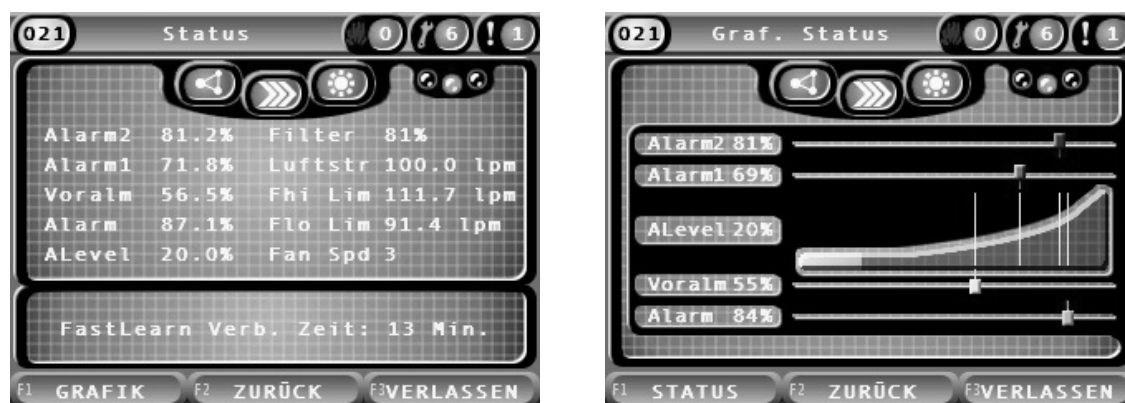 021 Status 0 6 ! 1
Alarm2 81.2% Filter 81%
Alarm1 71.8% Luftstr 100.0 lpm
Voralm 56.5% Fhi Lim 111.7 lpm
Alarm 87.1% Flo Lim 91.4 lpm
ALevel 20.0% Fan Spd 3
FastLearn Verb. Zeit: 13 Min.
F1 GRAFIK F2 ZURÜCK F3 VERLASSEN
021 Graf. Status 0 6 ! 1
Alarm2 81%
Alarm1 69%
ALevel 20%
Voralm 55%
Alarm 84%
F1 STATUS F2 ZURÜCK F3 VERLASSEN